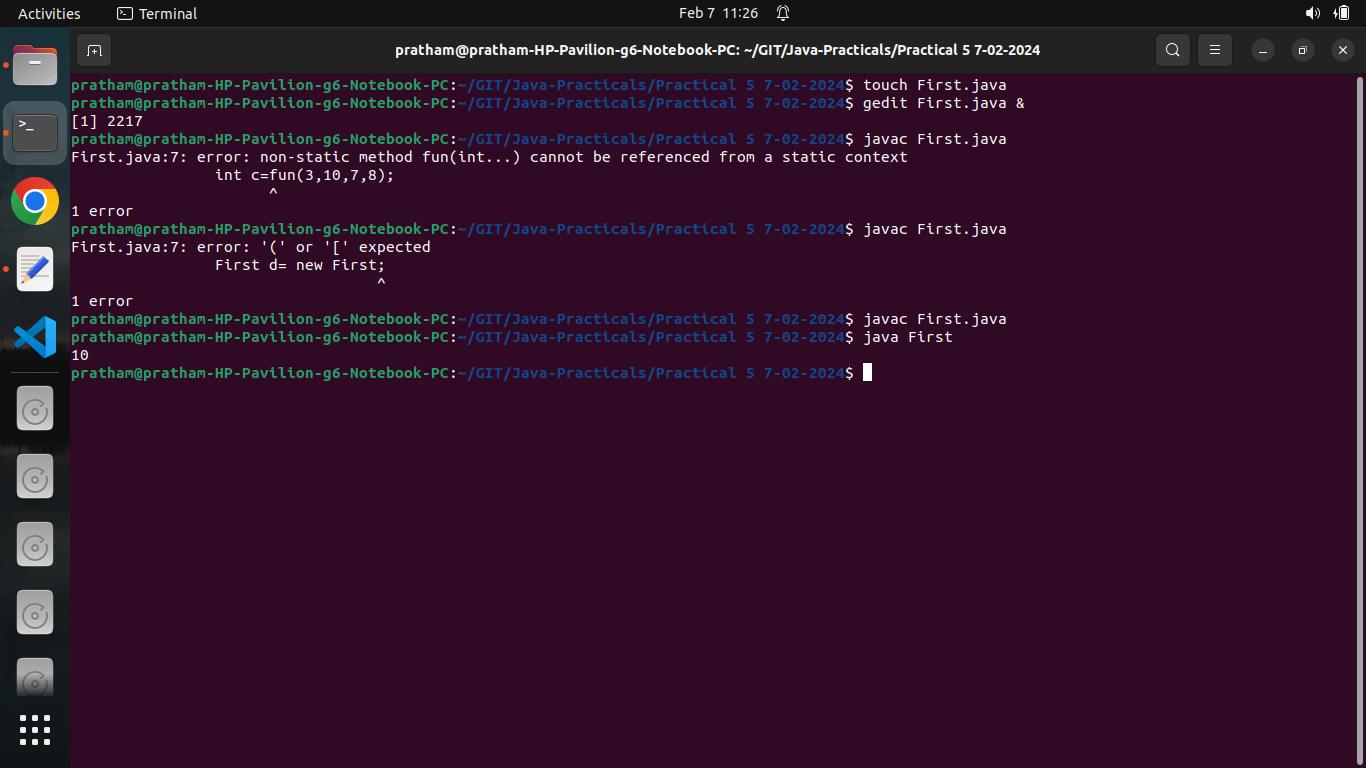 Activities Terminal Feb 7 11:26
pratham@pratham-HP-Pavilion-g6-Notebook-PC: ~/GIT/Java-Practicals/Practical 5 7-02-2024
pratham@pratham-HP-Pavilion-g6-Notebook-PC:~/GIT/Java-Practicals/Practical 5 7-02-2024$ touch First.java
pratham@pratham-HP-Pavilion-g6-Notebook-PC:~/GIT/Java-Practicals/Practical 5 7-02-2024$ gedit First.java &
[1] 2217
pratham@pratham-HP-Pavilion-g6-Notebook-PC:~/GIT/Java-Practicals/Practical 5 7-02-2024$ javac First.java
First.java:7: error: non-static method fun(int...) cannot be referenced from a static context
                int c=fun(3,10,7,8);
                      ^
1 error
pratham@pratham-HP-Pavilion-g6-Notebook-PC:~/GIT/Java-Practicals/Practical 5 7-02-2024$ javac First.java
First.java:7: error: '(' or '[' expected
                First d= new First;
                                  ^
1 error
pratham@pratham-HP-Pavilion-g6-Notebook-PC:~/GIT/Java-Practicals/Practical 5 7-02-2024$ javac First.java
pratham@pratham-HP-Pavilion-g6-Notebook-PC:~/GIT/Java-Practicals/Practical 5 7-02-2024$ java First
10
pratham@pratham-HP-Pavilion-g6-Notebook-PC:~/GIT/Java-Practicals/Practical 5 7-02-2024$